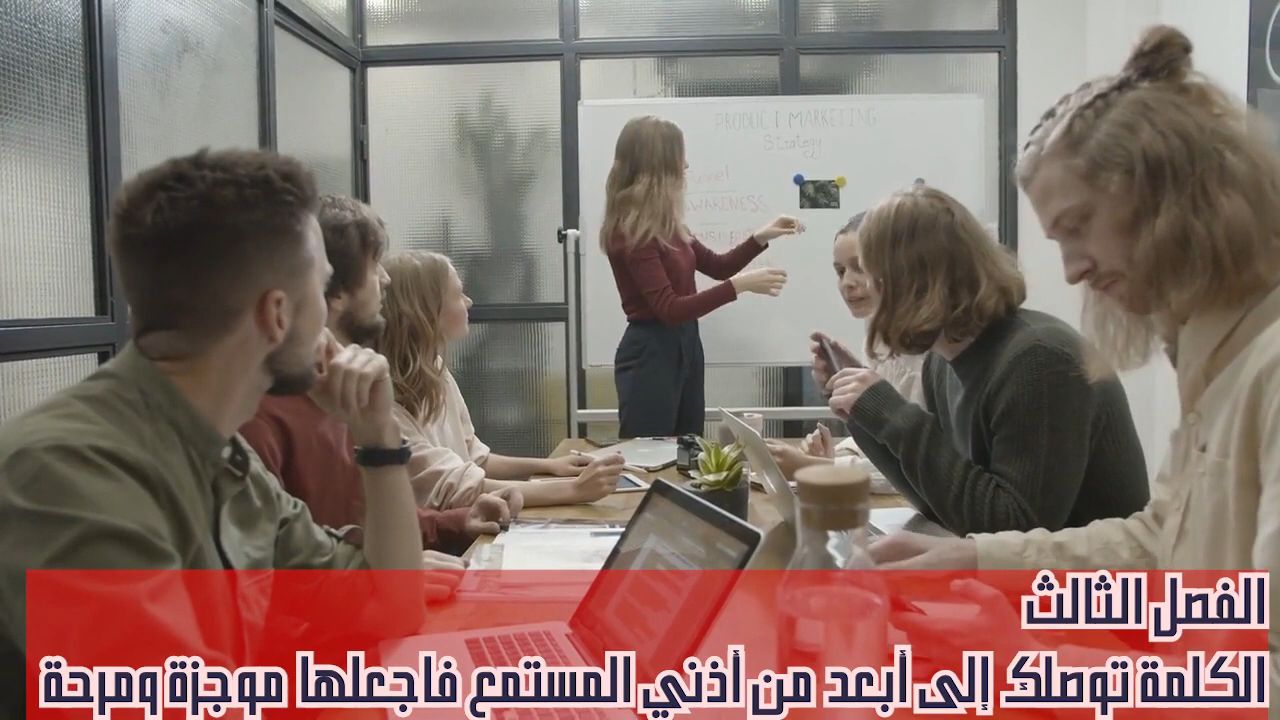 PRODUCT MARKETING
Strategy
AWARENESS
الفصل الثالث
الكلمة توصلك إلى أبعد من أذني المستمع فاجعلها موجزة ومرحة